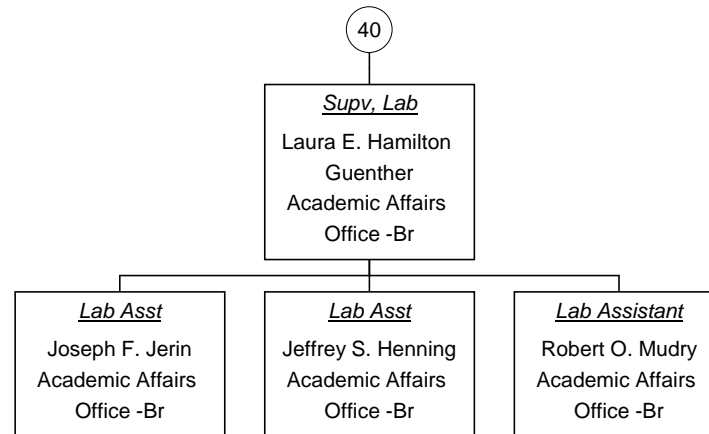 40
Supv, Lab
Laura E. Hamilton
Guenther
Academic Affairs
Office -Br
Lab Asst
Joseph F. Jerin
Academic Affairs
Office -Br
Lab Asst
Jeffrey S. Henning
Academic Affairs
Office -Br
Lab Assistant
Robert O. Mudry
Academic Affairs
Office -Br